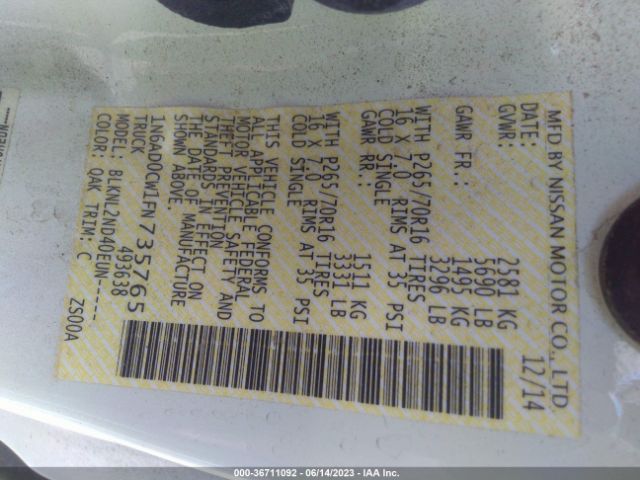 MFD BY NISSAN MOTOR CO., LTD
DATE: 12/14
GVWR: 2581 KG
5690 LB
GAWR FR.: 1495 KG
3296 LB
WITH P265/70R16 TIRES
16 X 7.0 RIMS AT 35 PSI
COLD SINGLE
GAWR RR.: 1511 KG
3331 LB
WITH P265/70R16 TIRES
16 X 7.0 RIMS AT 35 PSI
COLD SINGLE
THIS VEHICLE CONFORMS TO
ALL APPLICABLE FEDERAL
MOTOR VEHICLE SAFETY AND
THEFT PREVENTION
STANDARDS IN EFFECT ON
THE DATE OF MANUFACTURE
SHOWN ABOVE.
1N6AD0CW1FN735765
TRUCK 493638
MODEL: BLKNL2ND40EUN-----
COLOR: QAK TRIM: C ZS00A
000-36711092 - 06/14/2023 - IAA Inc.